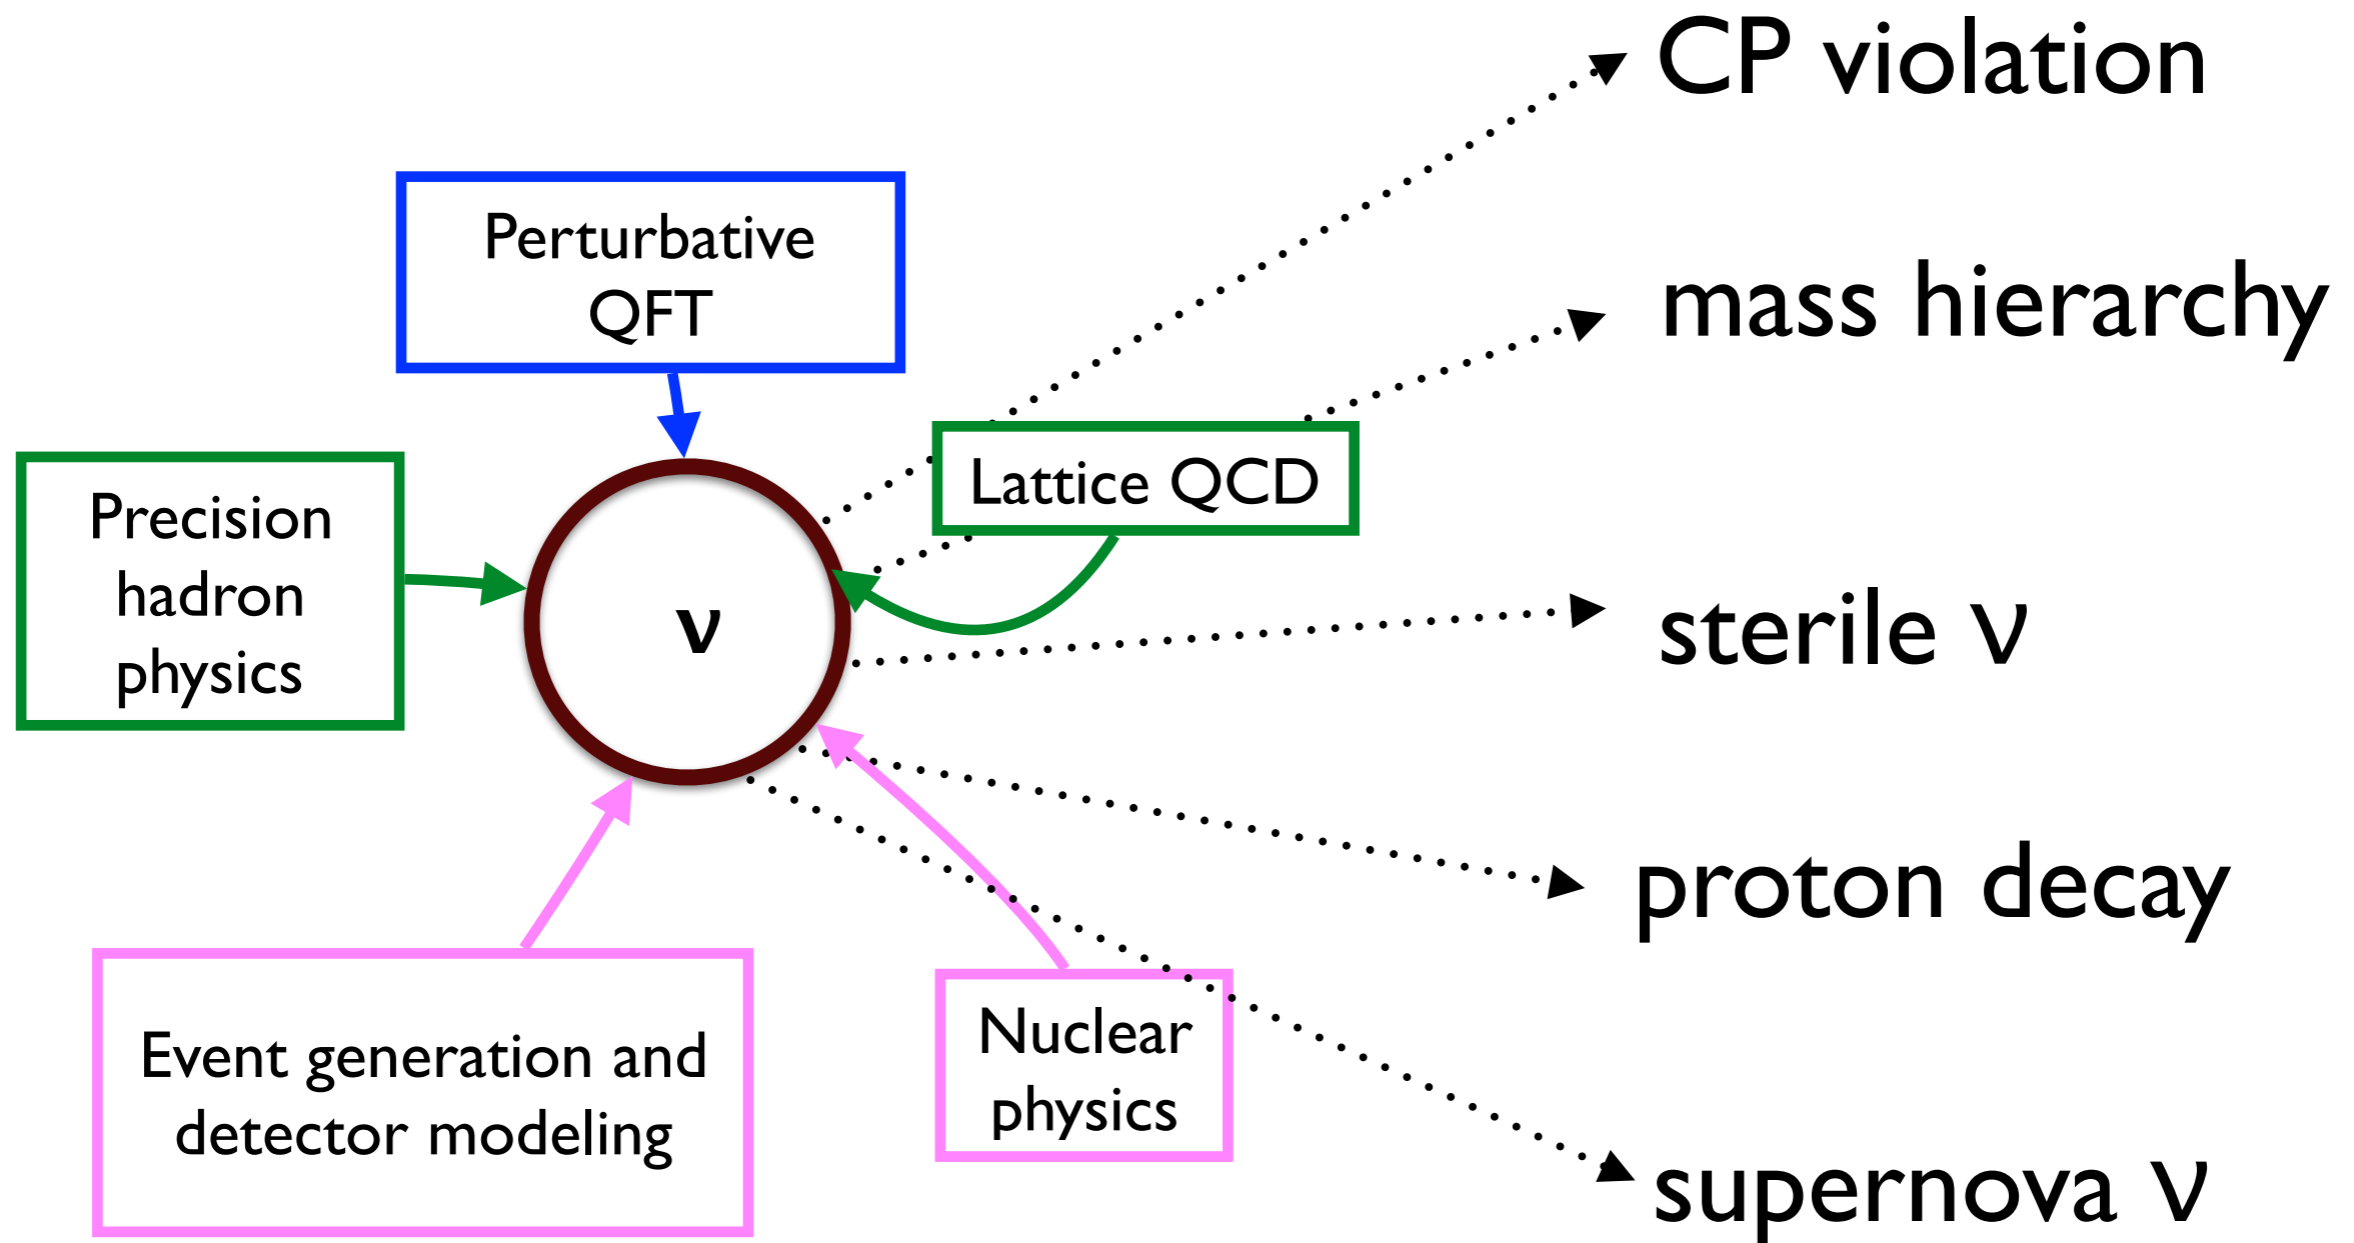 CP violation
Perturbative
QFT
mass hierarchy
Lattice QCD
Precision
hadron
physics
ν
sterile ν
proton decay
Event generation and
detector modeling
Nuclear
physics
supernova ν